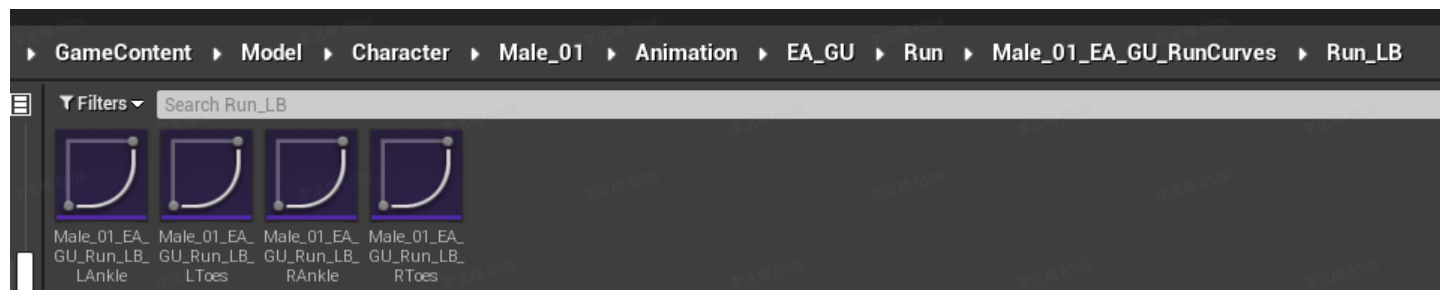 GameContent Model Character Male_01 Animation EA_GU Run Male_01_EA_GU_RunCurves Run_LB
Filters Search Run_LB
Male_01_EA_
GU_Run_LB_
LAnkle
Male_01_EA_
GU_Run_LB_
LToes
Male_01_EA_
GU_Run_LB_
RAnkle
Male_01_EA_
GU_Run_LB_
RToes